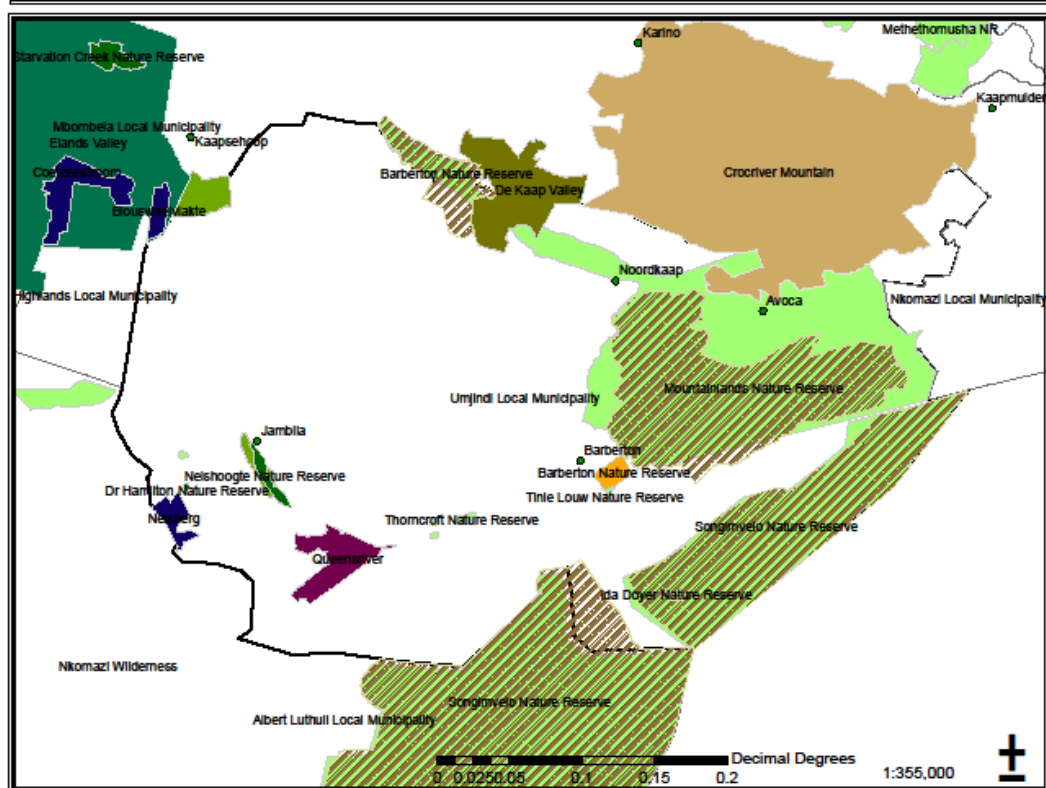 Karino
Methethomusha NR
Starvation Creek Nature Reserve
Kaapmuiden
Mbombela Local Municipality
Elands Valley
Kaapsehoop
Coetzeestroom
Barberton Nature Reserve
Crocriver Mountain
De Kaap Valley
Blouswawelmakte
Noordkaap
Highlands Local Municipality
Avoca
Nkomazi Local Municipality
Mountainlands Nature Reserve
Umjindi Local Municipality
Jambila
Barberton
Nelshoogte Nature Reserve
Barberton Nature Reserve
Dr Hamilton Nature Reserve
Tinie Louw Nature Reserve
Nelsberg
Thorncroft Nature Reserve
Songimvelo Nature Reserve
Queensriver
Ida Doyer Nature Reserve
Nkomazi Wilderness
Songimvelo Nature Reserve
Albert Luthuli Local Municipality
Decimal Degrees
0 0.0250.05 0.1 0.15 0.2
1:355,000